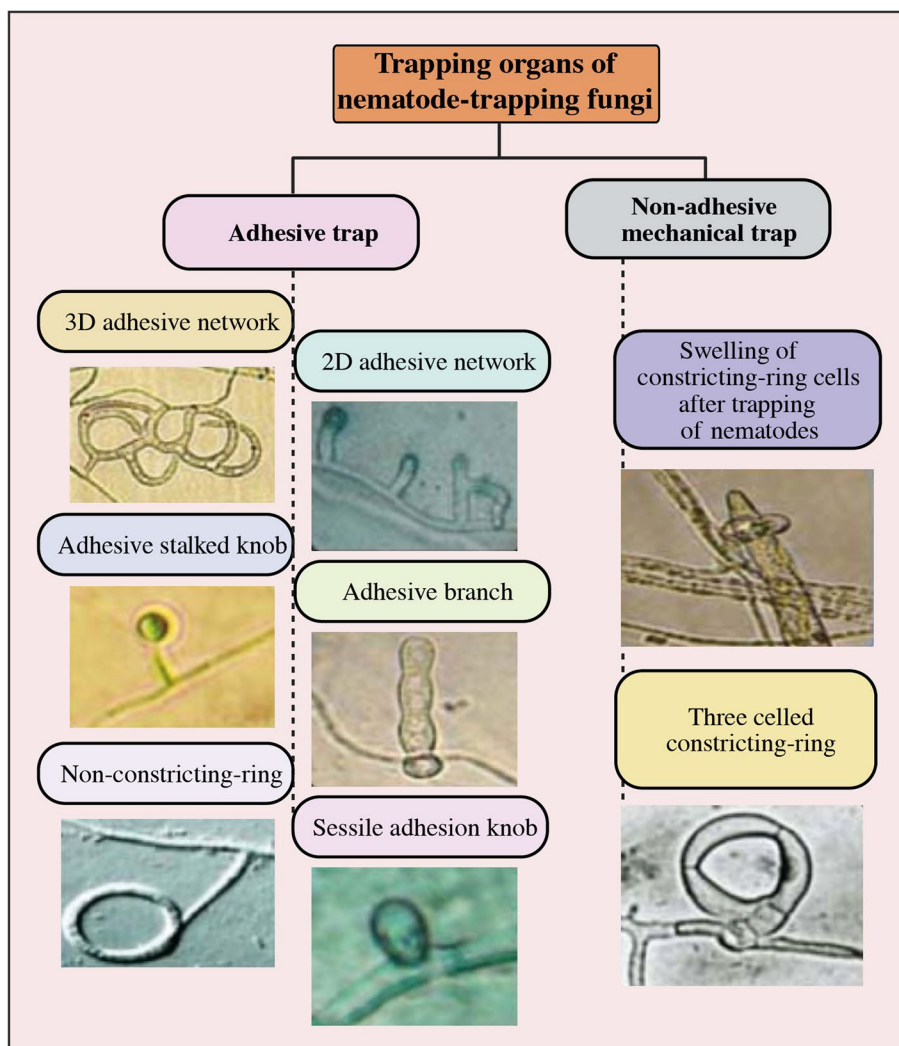 Trapping organs of
nematode-trapping fungi
Adhesive trap
Non-adhesive
mechanical trap
3D adhesive network
2D adhesive network
Adhesive stalked knob
Adhesive branch
Non-constricting-ring
Sessile adhesion knob
Swelling of
constricting-ring cells
after trapping
of nematodes
Three celled
constricting-ring